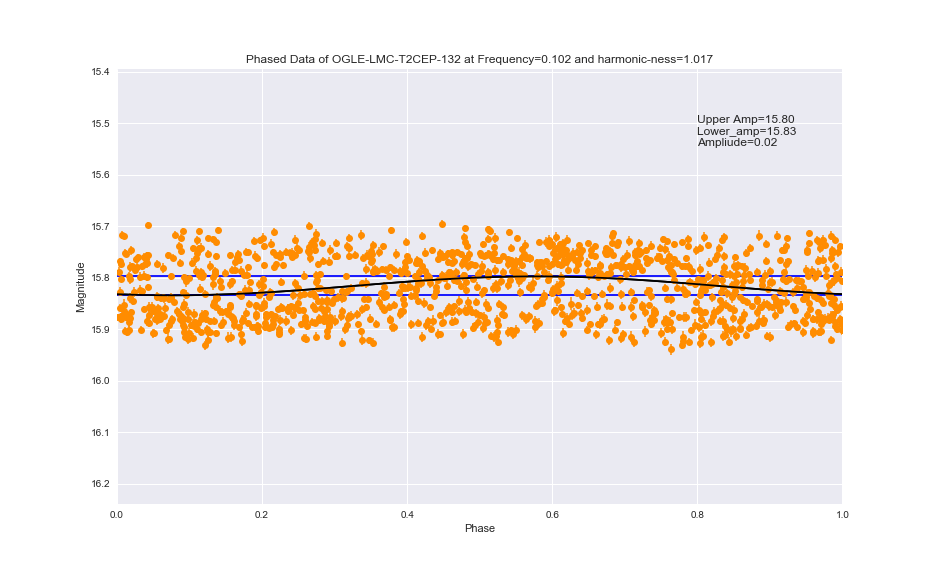 Phased Data of OGLE-LMC-T2CEP-132 at Frequency=0.102 and harmonic-ness=1.017
15.4
15.5
15.6
15.7
15.8
15.9
16.0
16.1
16.2
Magnitude
Upper Amp=15.80
Lower_amp=15.83
Ampliude=0.02
0.0
0.2
0.4
0.6
0.8
1.0
Phase